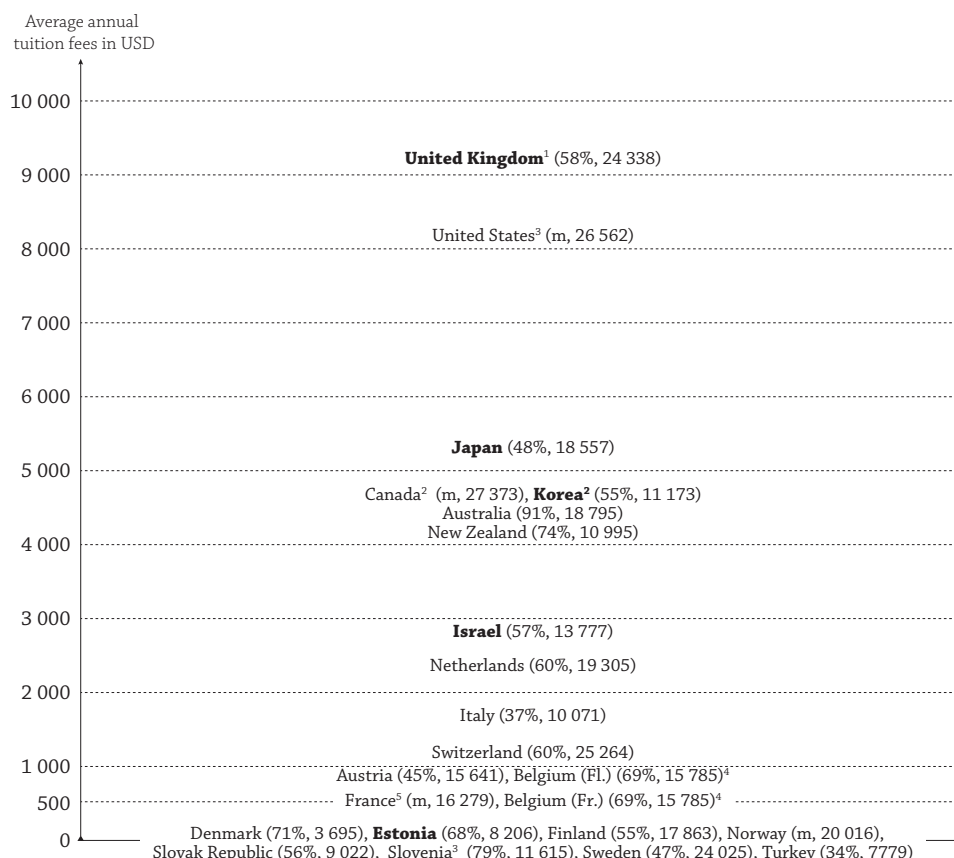 Average annual
tuition fees in USD
10 000
United Kingdom¹ (58%, 24 338)
9 000
United States³ (m, 26 562)
8 000
7 000
6 000
Japan (48%, 18 557)
5 000
Canada² (m, 27 373), Korea² (55%, 11 173)
Australia (91%, 18 795)
New Zealand (74%, 10 995)
4 000
3 000
Israel (57%, 13 777)
Netherlands (60%, 19 305)
2 000
Italy (37%, 10 071)
Switzerland (60%, 25 264)
1 000
Austria (45%, 15 641), Belgium (Fl.) (69%, 15 785)⁴
500
France⁵ (m, 16 279), Belgium (Fr.) (69%, 15 785)⁴
0
Denmark (71%, 3 695), Estonia (68%, 8 206), Finland (55%, 17 863), Norway (m, 20 016),
Slovak Republic (56%, 9 022), Slovenia³ (79%, 11 615), Sweden (47%, 24 025), Turkey (34%, 7779)